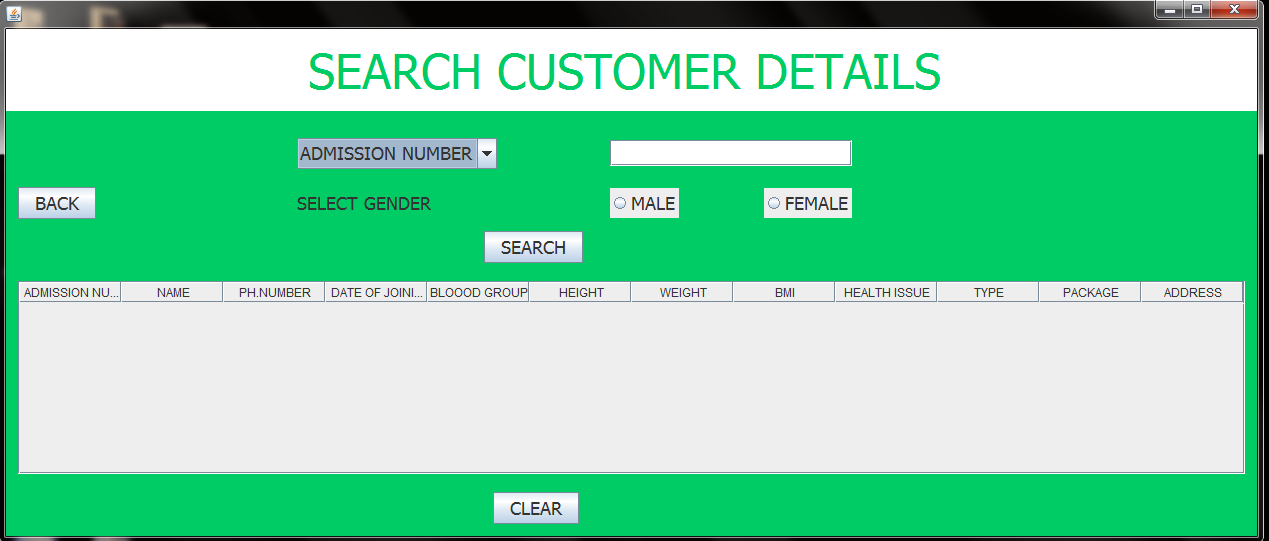 SEARCH CUSTOMER DETAILS
ADMISSION NUMBER
BACK SELECT GENDER MALE FEMALE
SEARCH
ADMISSION NU... NAME PH.NUMBER DATE OF JOINI... BLOOOD GROUP HEIGHT WEIGHT BMI HEALTH ISSUE TYPE PACKAGE ADDRESS
CLEAR